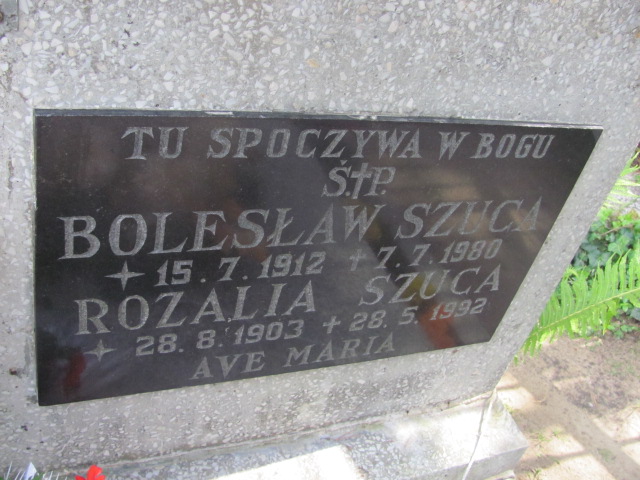 TU SPOCZYWA W BOGU
Ś.†P.
BOLESŁAW SZUCA
✦ 15.7.1912 + 7.7.1980
ROZALIA SZUCA
✦ 28.8.1903 + 28.5.1992
AVE MARIA